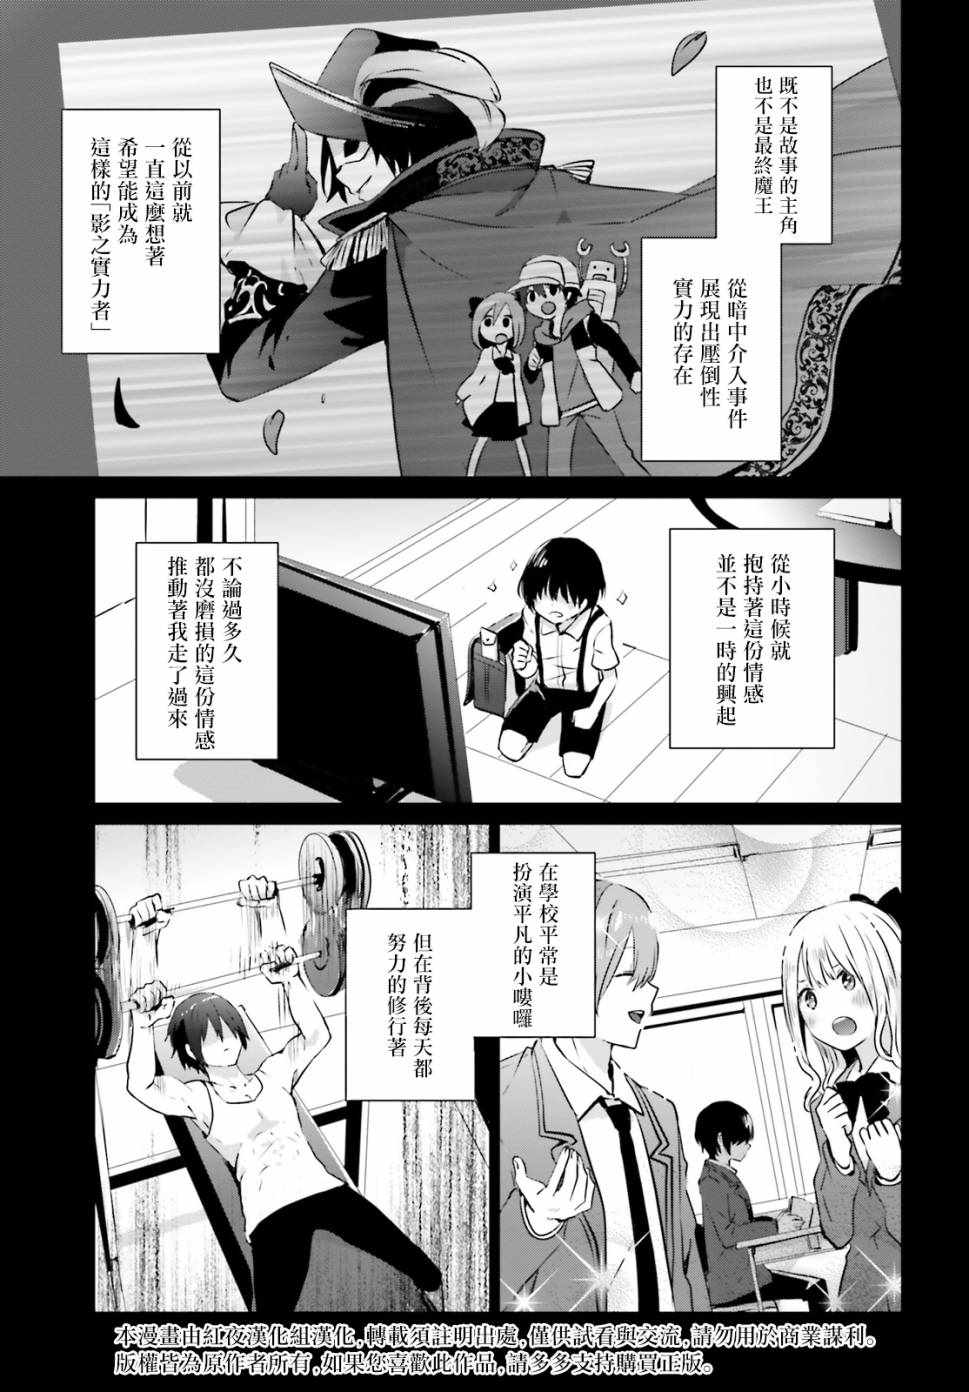 既不是故事的主角
也不是最終魔王
從暗中介入事件
展現出壓倒性
實力的存在
從以前就
一直這麼想著
希望能成為
這樣的「影之實力者」
從小時候就
抱持著這份情感
並不是一時的興起
不論過多久
都沒磨損的這份情感
推動著我走了過來
在學校平常是
扮演平凡的小嘍囉
但在背後每天都
努力的修行著
本漫畫由紅夜漢化組漢化,轉載須註明出處,僅供試看與交流,請勿用於商業謀利。
版權皆為原作者所有,如果您喜歡此作品,請多多支持購買正版。